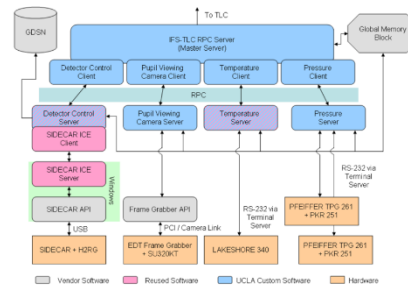 To TLC
GDSN
IFS-TLC RPC Server
(Master Server)
Global Memory
Block
Detector Control
Client
Pupil Viewing
Camera Client
Temperature
Client
Pressure
Client
RPC
Detector Control
Server
Pupil Viewing
Camera Server
Temperature
Server
Pressure
Server
SIDECAR ICE
Client
SIDECAR ICE
Server
Windows
RS-232 via
Terminal
Server
SIDECAR API
Frame Grabber API
RS-232 via
Terminal
Server
PFEIFFER TPG 261
+ PKR 251
USB
PCI / Camera Link
SIDECAR + H2RG
EDT Frame Grabber
+ SU320KT
LAKESHORE 340
PFEIFFER TPG 261
+ PKR 251
Vendor Software
Reused Software
UCLA Custom Software
Hardware